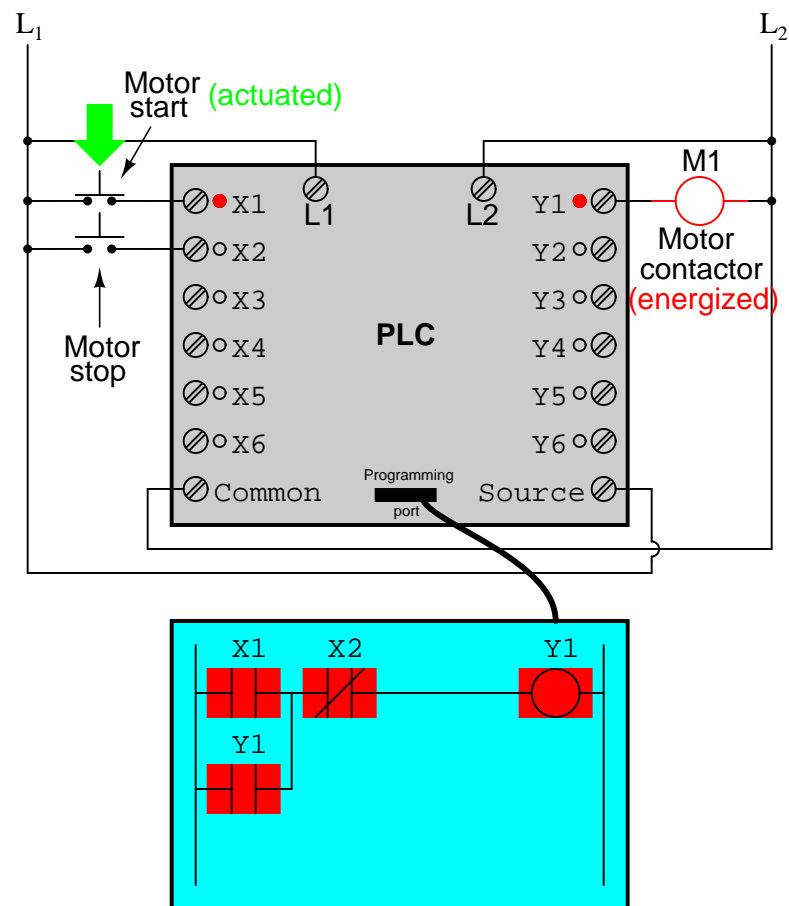 L1 L2
Motor
start (actuated)
M1
X1 L1 L2 Y1
Motor
contactor
(energized)
X2 Y2
X3 Y3
Motor
stop
X4 PLC Y4
X5 Y5
X6 Y6
Programming
port
Common Source
X1 X2 Y1
Y1